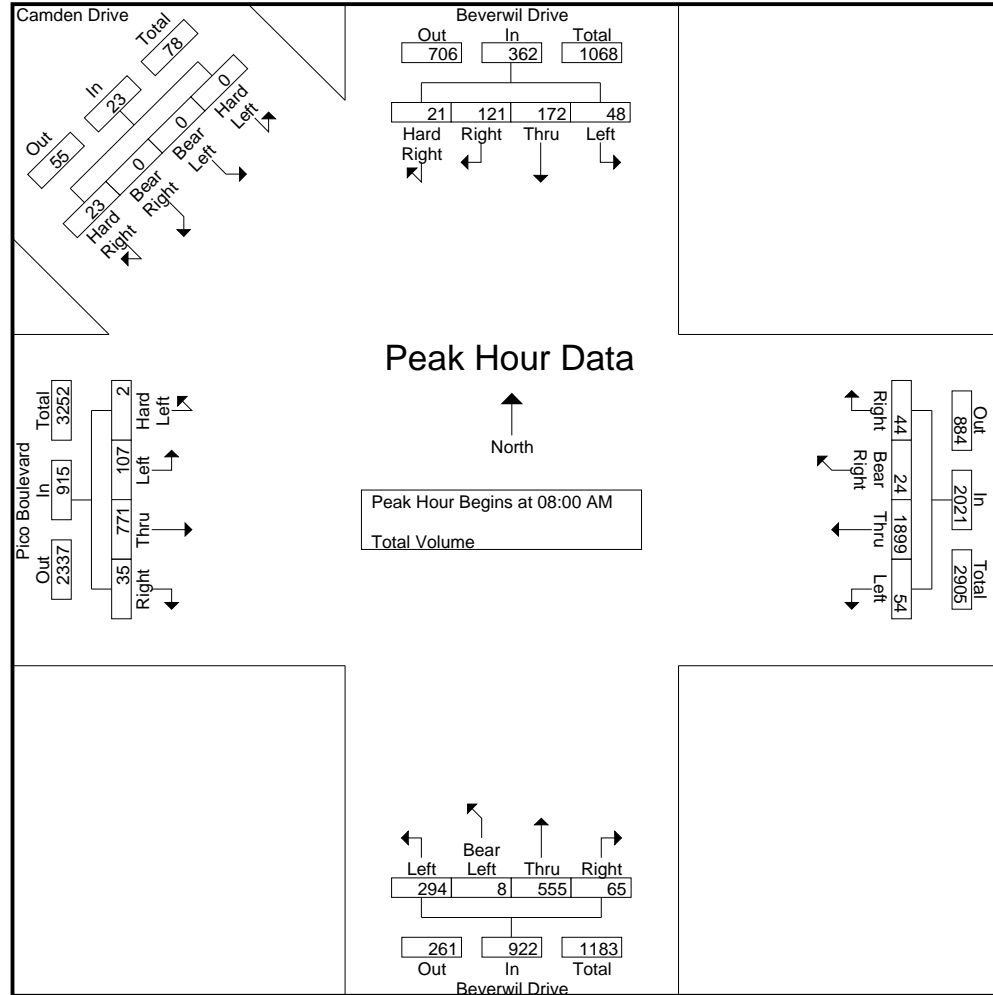 Camden Drive
Total
78
In
23
Out
55
0
Hard
Left
0
Bear
Left
0
Bear
Right
23
Hard
Right
Beverwil Drive
Out In Total
706 362 1068
21 121 172 48
Hard
Right Right Thru Left
Peak Hour Data
North
Peak Hour Begins at 08:00 AM
Total Volume
Pico Boulevard
Total
3252
In
915
Out
2337
2
Hard
Left
107
Left
771
Thru
35
Right
44
Right
24
Bear
Right
1899
Thru
54
Left
Out
884
In
2021
Total
2905
Bear
Left Left Thru Right
294 8 555 65
261 922 1183
Out In Total
Beverwil Drive